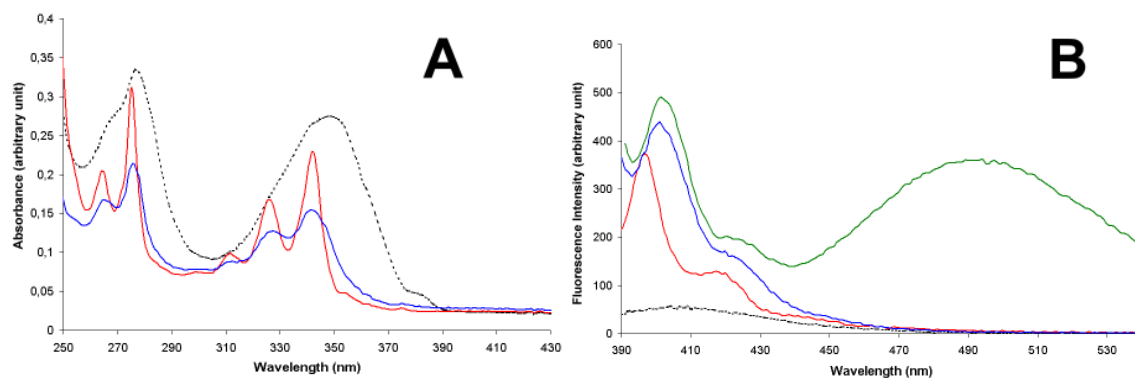 A
0,4
0,35
0,3
0,25
0,2
0,15
0,1
0,05
0
Absorbance (arbitrary unit)
250 270 290 310 330 350 370 390 410 430
Wavelength (nm)
B
600
500
400
300
200
100
0
Fluorescence Intensity (arbitrary unit)
390 410 430 450 470 490 510 530
Wavelength (nm)